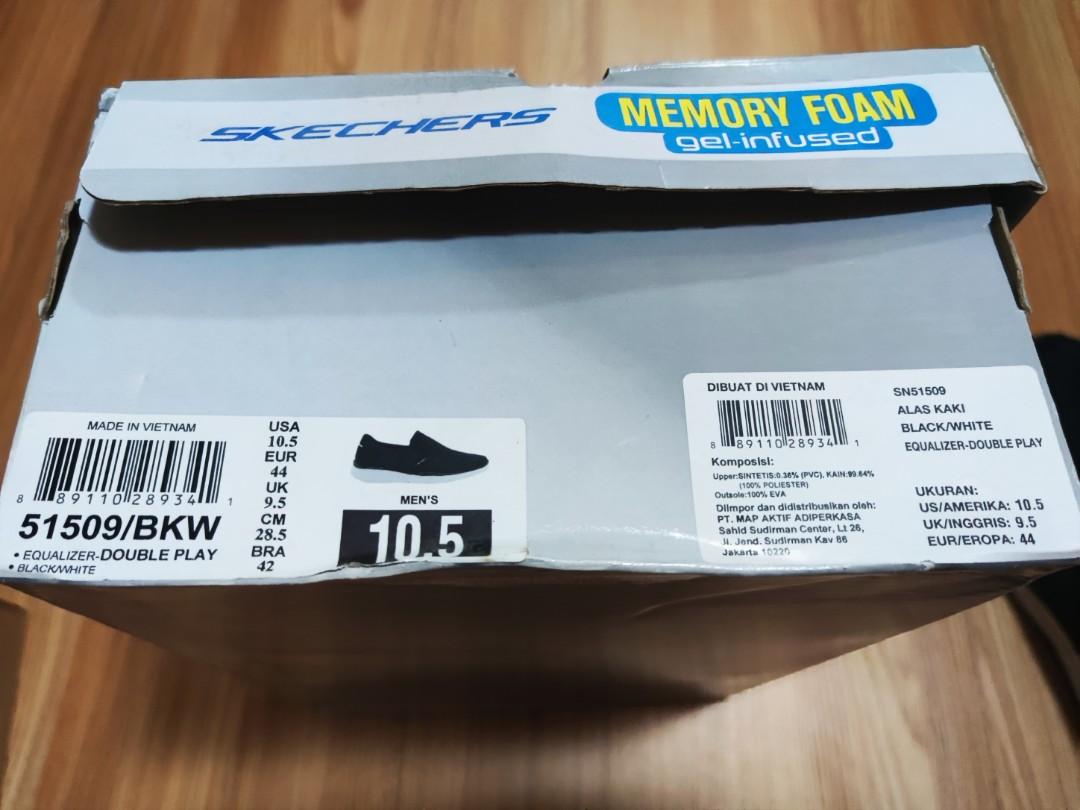 SKECHERS
MEMORY FOAM
gel-infused
MADE IN VIETNAM
8 89110 28934 1
51509/BKW
• EQUALIZER-DOUBLE PLAY
• BLACK/WHITE
USA
10.5
EUR
44
UK
9.5
CM
28.5
BRA
42
MEN'S
10.5
DIBUAT DI VIETNAM
8 89110 28934 1
Komposisi:
Upper:SINTETIS:0.36% (PVC), KAIN:99.64%
(100% POLIESTER)
Outsole:100% EVA
Diimpor dan didistribusikan oleh:
PT. MAP AKTIF ADIPERKASA
Sahid Sudirman Center, Lt 26,
Jl. Jend. Sudirman Kav 86
Jakarta 10220
SN51509
ALAS KAKI
BLACK/WHITE
EQUALIZER-DOUBLE PLAY
UKURAN:
US/AMERIKA: 10.5
UK/INGGRIS: 9.5
EUR/EROPA: 44